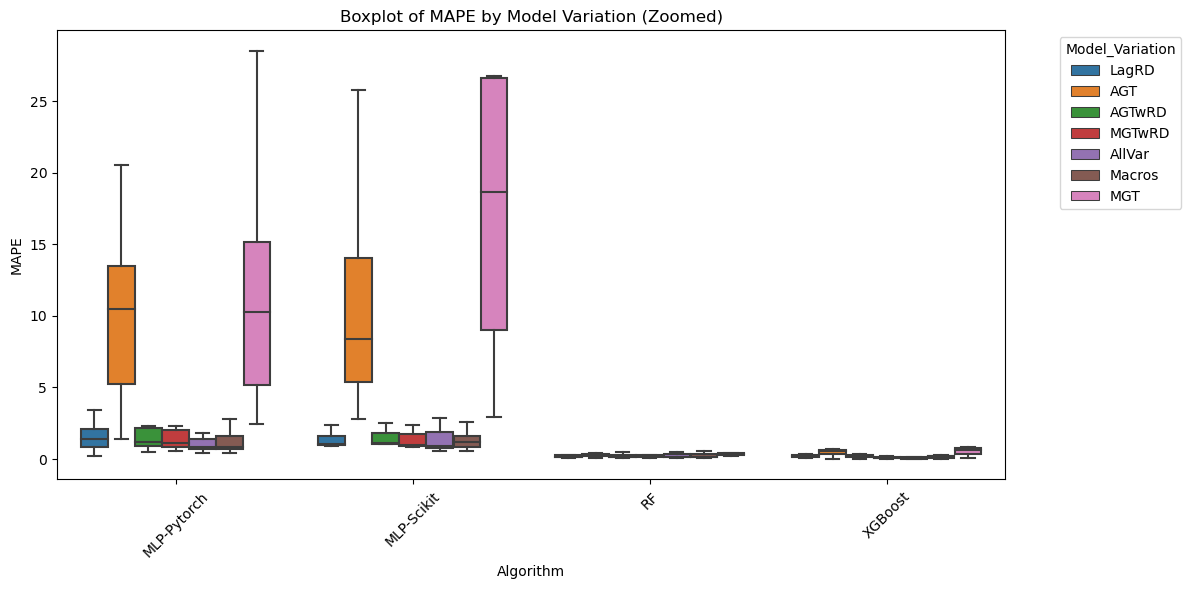 Boxplot of MAPE by Model Variation (Zoomed)
MAPE
25
20
15
10
5
0
MLP-Pytorch
MLP-Scikit
RF
XGBoost
Algorithm
Model_Variation
LagRD
AGT
AGTwRD
MGTwRD
AllVar
Macros
MGT